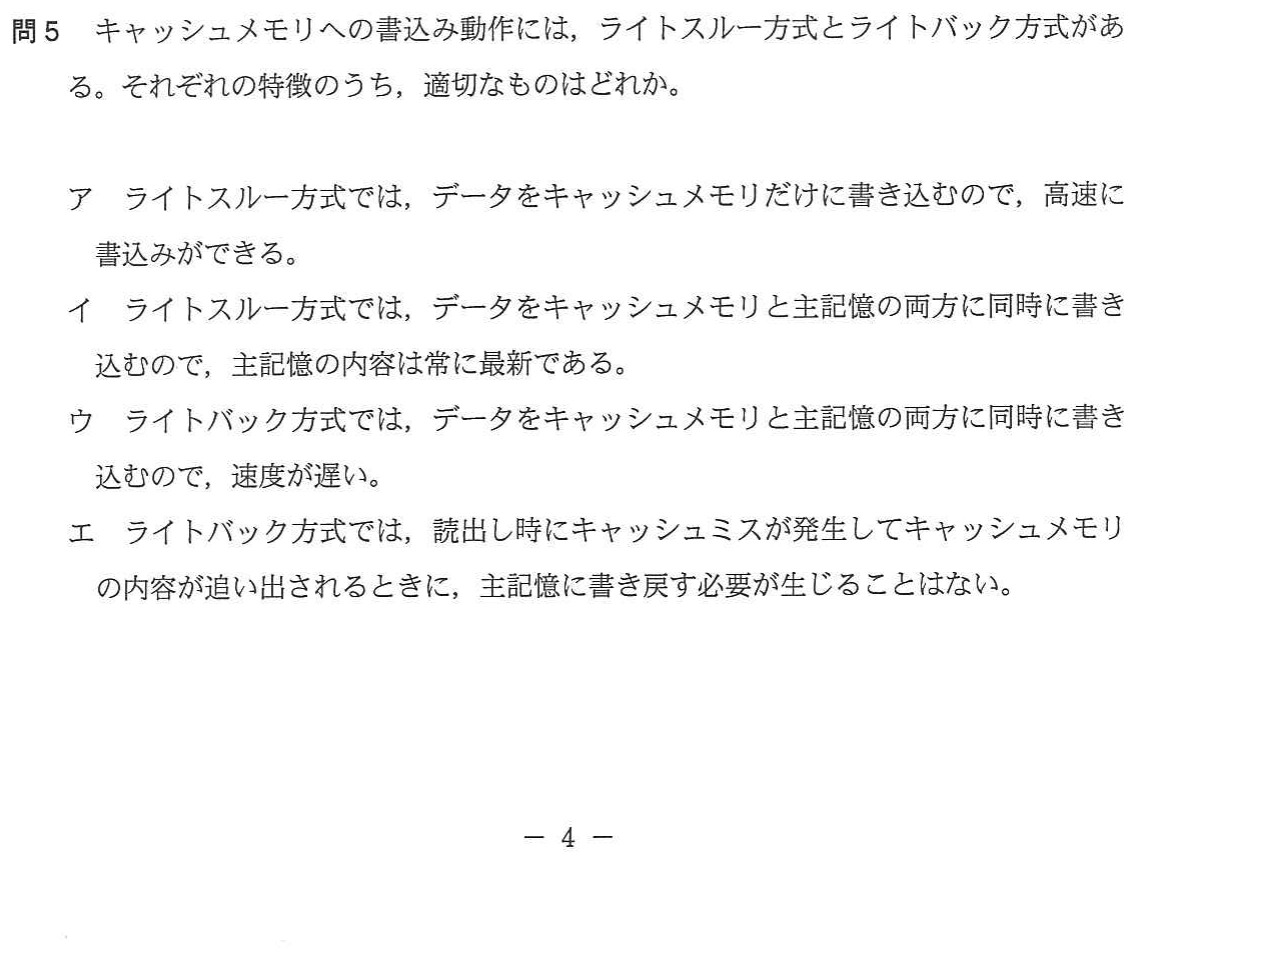 問5　キャッシュメモリへの書込み動作には，ライトスルー方式とライトバック方式があ
る。それぞれの特徴のうち，適切なものはどれか。
ア　ライトスルー方式では，データをキャッシュメモリだけに書き込むので，高速に
書込みができる。
イ　ライトスルー方式では，データをキャッシュメモリと主記憶の両方に同時に書き
込むので，主記憶の内容は常に最新である。
ウ　ライトバック方式では，データをキャッシュメモリと主記憶の両方に同時に書き
込むので，速度が遅い。
エ　ライトバック方式では，読出し時にキャッシュミスが発生してキャッシュメモリ
の内容が追い出されるときに，主記憶に書き戻す必要が生じることはない。
－ 4 －